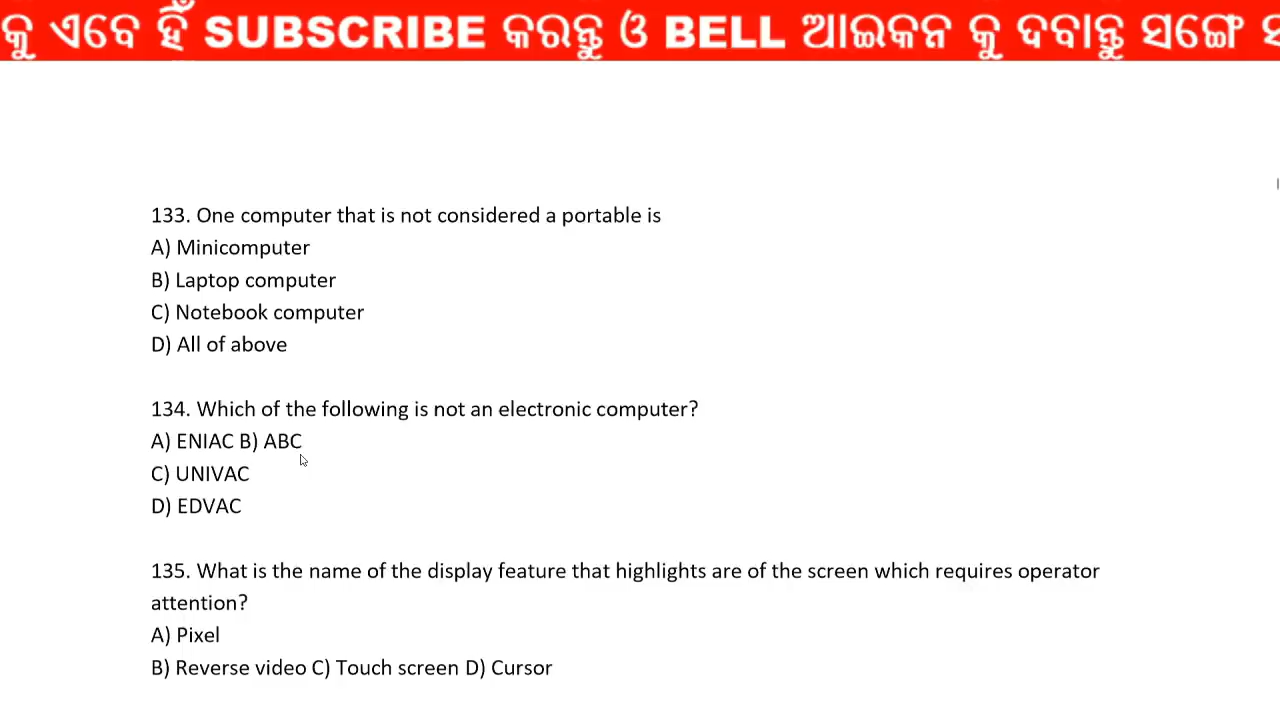 କୁ ଏବେ ହିଁ SUBSCRIBE କରନ୍ତୁ ଓ BELL ଆଇକନ କୁ ଦବାନ୍ତୁ ସଙ୍ଗେ
133. One computer that is not considered a portable is
A) Minicomputer
B) Laptop computer
C) Notebook computer
D) All of above
134. Which of the following is not an electronic computer?
A) ENIAC B) ABC
C) UNIVAC
D) EDVAC
135. What is the name of the display feature that highlights are of the screen which requires operator
attention?
A) Pixel
B) Reverse video C) Touch screen D) Cursor